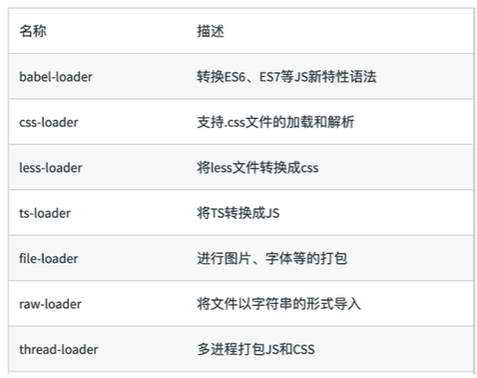 名称 描述
babel-loader 转换ES6、ES7等JS新特性语法
css-loader 支持.css文件的加载和解析
less-loader 将less文件转换成css
ts-loader 将TS转换成JS
file-loader 进行图片、字体等的打包
raw-loader 将文件以字符串的形式导入
thread-loader 多进程打包JS和CSS